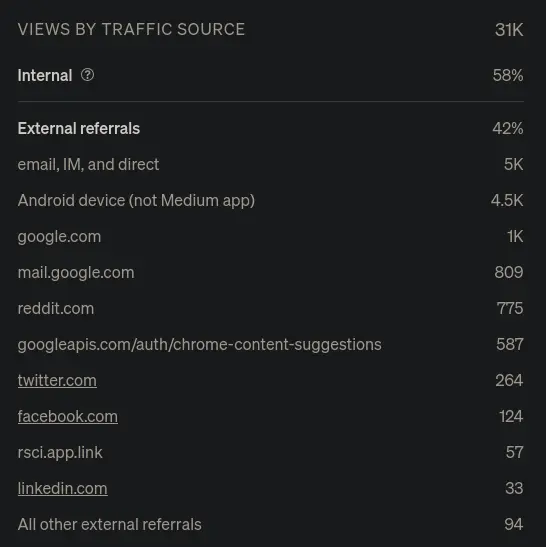 VIEWS BY TRAFFIC SOURCE 31K
Internal ? 58%
External referrals 42%
email, IM, and direct 5K
Android device (not Medium app) 4.5K
google.com 1K
mail.google.com 809
reddit.com 775
googleapis.com/auth/chrome-content-suggestions 587
twitter.com 264
facebook.com 124
rsci.app.link 57
linkedin.com 33
All other external referrals 94